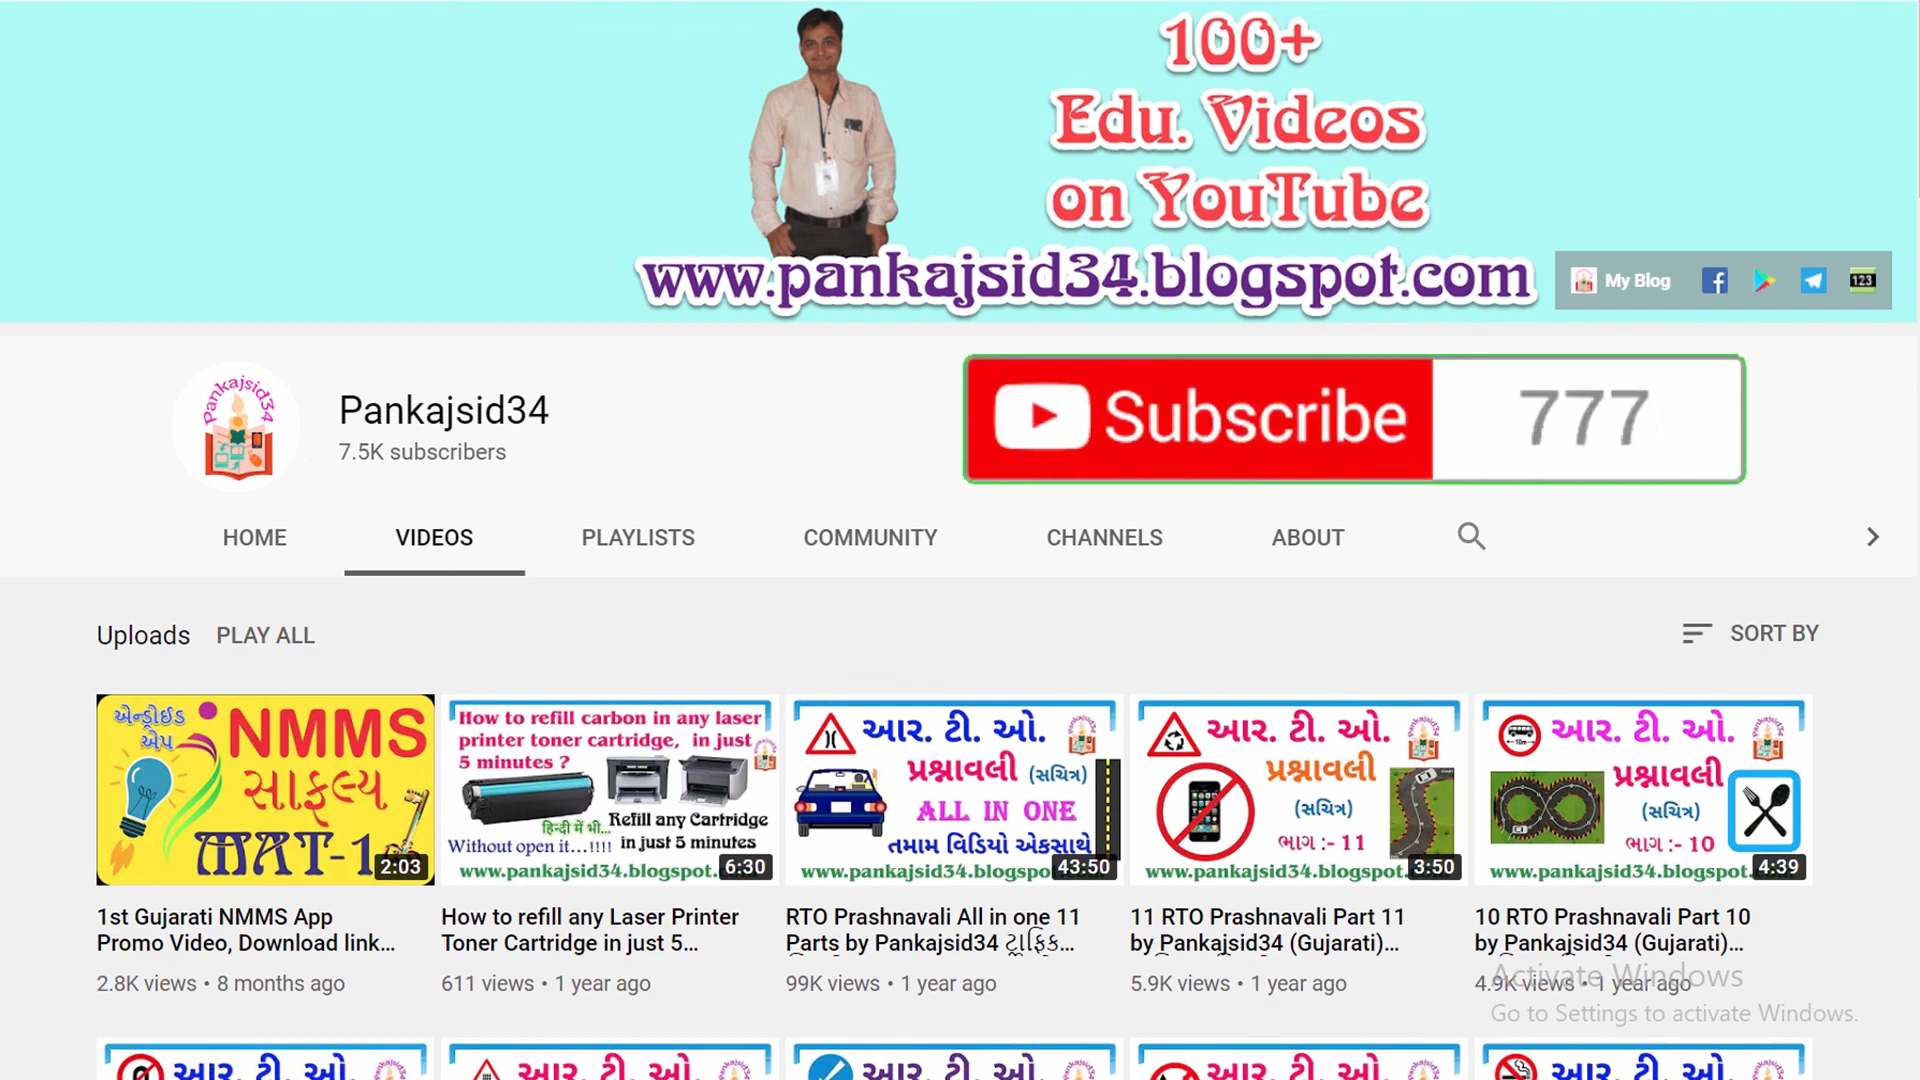 100+
Edu. Videos
on YouTube
www.pankajsid34.blogspot.com
My Blog
123
Pankajsid34
Pankajsid34
7.5K subscribers
Subscribe 777
HOME VIDEOS PLAYLISTS COMMUNITY CHANNELS ABOUT
Uploads PLAY ALL
SORT BY
એન્ડ્રોઈડ
એપ
NMMS
સાફલ્ય
MAT-1
2:03
How to refill carbon in any laser
printer toner cartridge, in just
5 minutes ?
हिन्दी में भी...
Refill any Cartridge
Without open it...!!!! in just 5 minutes
www.pankajsid34.blogspot.
6:30
આર. ટી. ઓ.
પ્રશ્નાવલી (સચિત્ર)
ALL IN ONE
તમામ વિડિયો એકસાથે
www.pankajsid34.blogspo
43:50
આર. ટી. ઓ.
પ્રશ્નાવલી
(સચિત્ર)
ભાગ :- 11
www.pankajsid34.blogspot.
3:50
10m
આર. ટી. ઓ.
પ્રશ્નાવલી
(સચિત્ર)
ભાગ :- 10
www.pankajsid34.blogspot.
4:39
1st Gujarati NMMS App
Promo Video, Download link...
2.8K views • 8 months ago
How to refill any Laser Printer
Toner Cartridge in just 5...
611 views • 1 year ago
RTO Prashnavali All in one 11
Parts by Pankajsid34 ટ્રાફિક...
99K views • 1 year ago
11 RTO Prashnavali Part 11
by Pankajsid34 (Gujarati)...
5.9K views • 1 year ago
10 RTO Prashnavali Part 10
by Pankajsid34 (Gujarati)...
4.9K views • 1 year ago
Activate Windows
Go to Settings to activate Windows.
આર. ટી. ઓ.
આર. ટી. ઓ.
આર. ટી. ઓ.
આર. ટી. ઓ.
આર. ટી. ઓ.